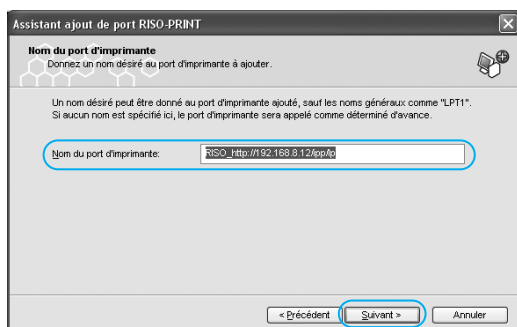 Assistant ajout de port RISO-PRINT
Nom du port d'imprimante
Donnez un nom désiré au port d'imprimante à ajouter.
Un nom désiré peut être donné au port d'imprimante ajouté, sauf les noms généraux comme "LPT1".
Si aucun nom est spécifié ici, le port d'imprimante sera appelé comme déterminé d'avance.
Nom du port d'imprimante:
RISO_http://192.168.8.12/ipp/lp
< Précédent
Suivant >
Annuler